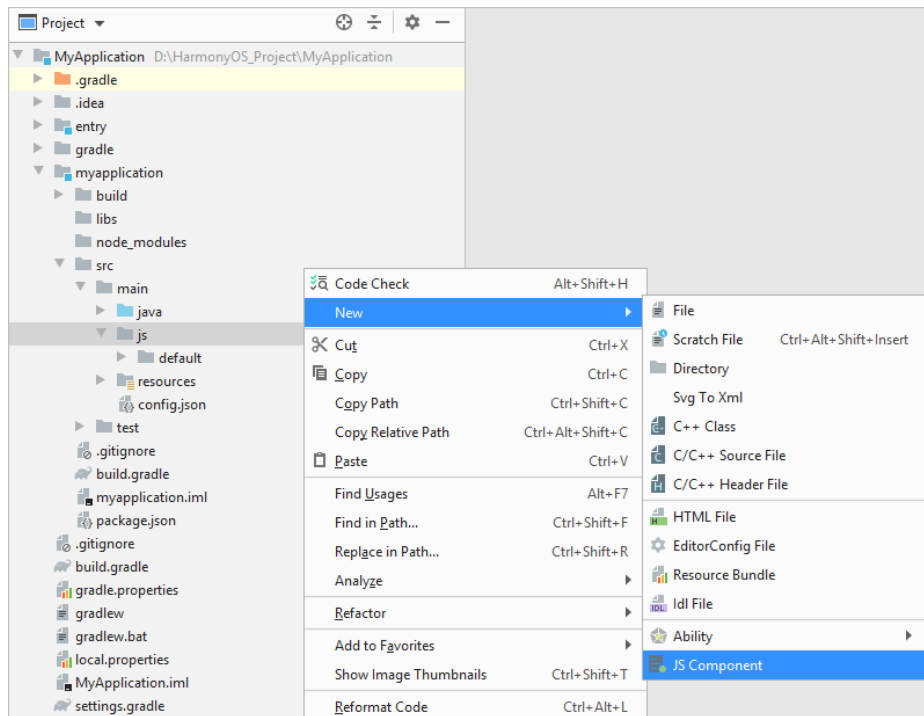 Project
MyApplication D:\HarmonyOS_Project\MyApplication
.gradle
.idea
entry
gradle
myapplication
build
libs
node_modules
src
main
java
js
default
resources
config.json
test
.gitignore
build.gradle
myapplication.iml
package.json
.gitignore
build.gradle
gradle.properties
gradlew
gradlew.bat
local.properties
MyApplication.iml
settings.gradle
Code Check Alt+Shift+H
New
Cut Ctrl+X
Copy Ctrl+C
Copy Path Ctrl+Shift+C
Copy Relative Path Ctrl+Alt+Shift+C
Paste Ctrl+V
Find Usages Alt+F7
Find in Path... Ctrl+Shift+F
Replace in Path... Ctrl+Shift+R
Analyze
Refactor
Add to Favorites
Show Image Thumbnails Ctrl+Shift+T
Reformat Code Ctrl+Alt+L
File
Scratch File Ctrl+Alt+Shift+Insert
Directory
Svg To Xml
C++ Class
C/C++ Source File
C/C++ Header File
HTML File
EditorConfig File
Resource Bundle
Idl File
Ability
JS Component